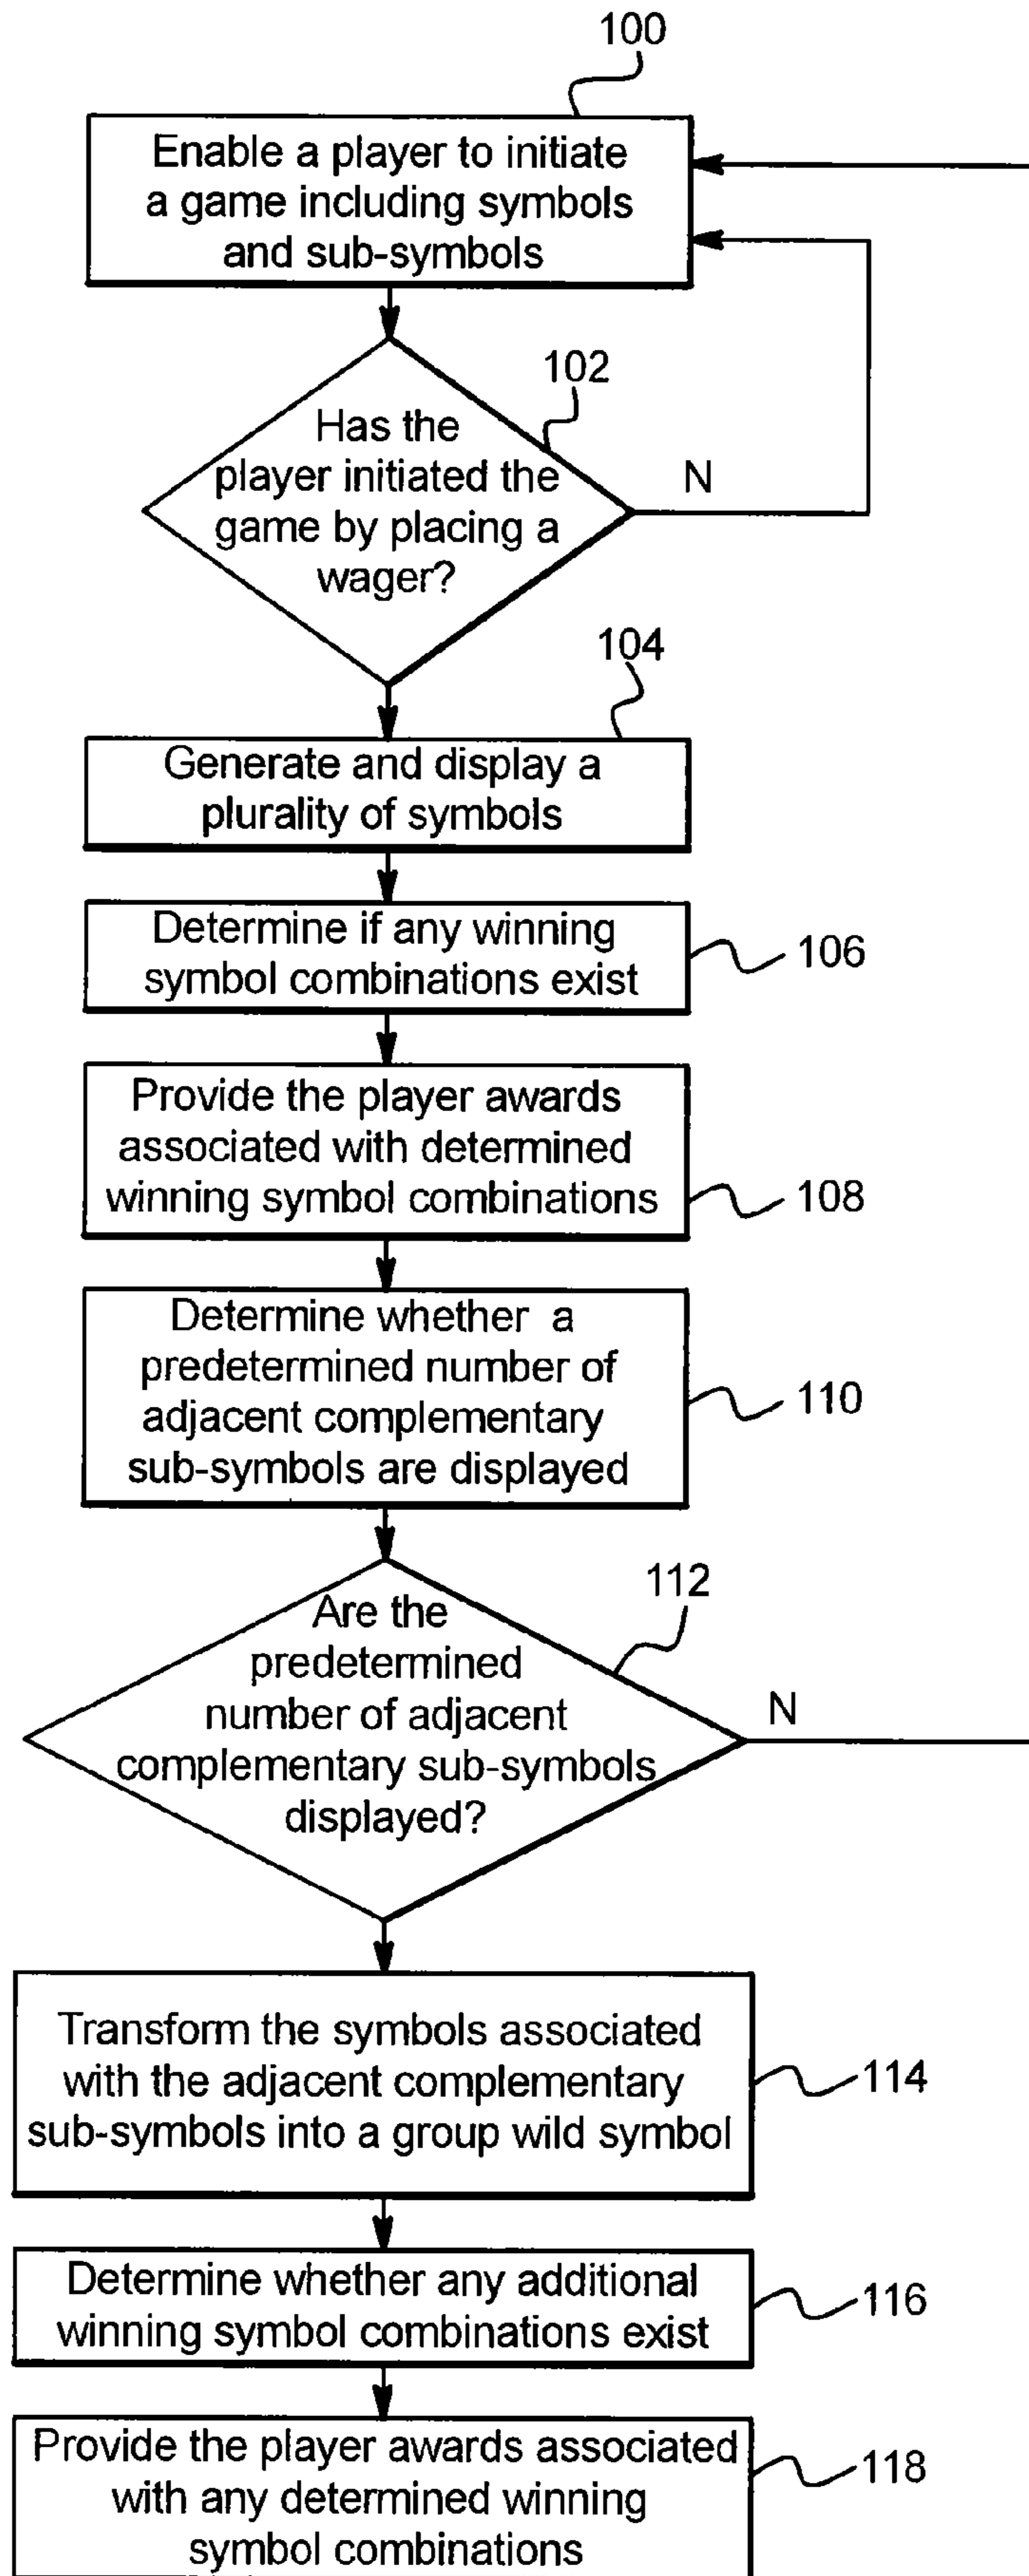 100
Enable a player to initiate
a game including symbols
and sub-symbols
102
Has the
player initiated the
game by placing a
wager?
N
104
Generate and display a
plurality of symbols
Determine if any winning
symbol combinations exist
106
Provide the player awards
associated with determined
winning symbol combinations
108
Determine whether a
predetermined number of
adjacent complementary
sub-symbols are displayed
110
112
Are the
predetermined
number of adjacent
complementary sub-symbols
displayed?
N
Transform the symbols associated
with the adjacent complementary
sub-symbols into a group wild symbol
114
Determine whether any additional
winning symbol combinations exist
116
Provide the player awards associated
with any determined winning
symbol combinations
118